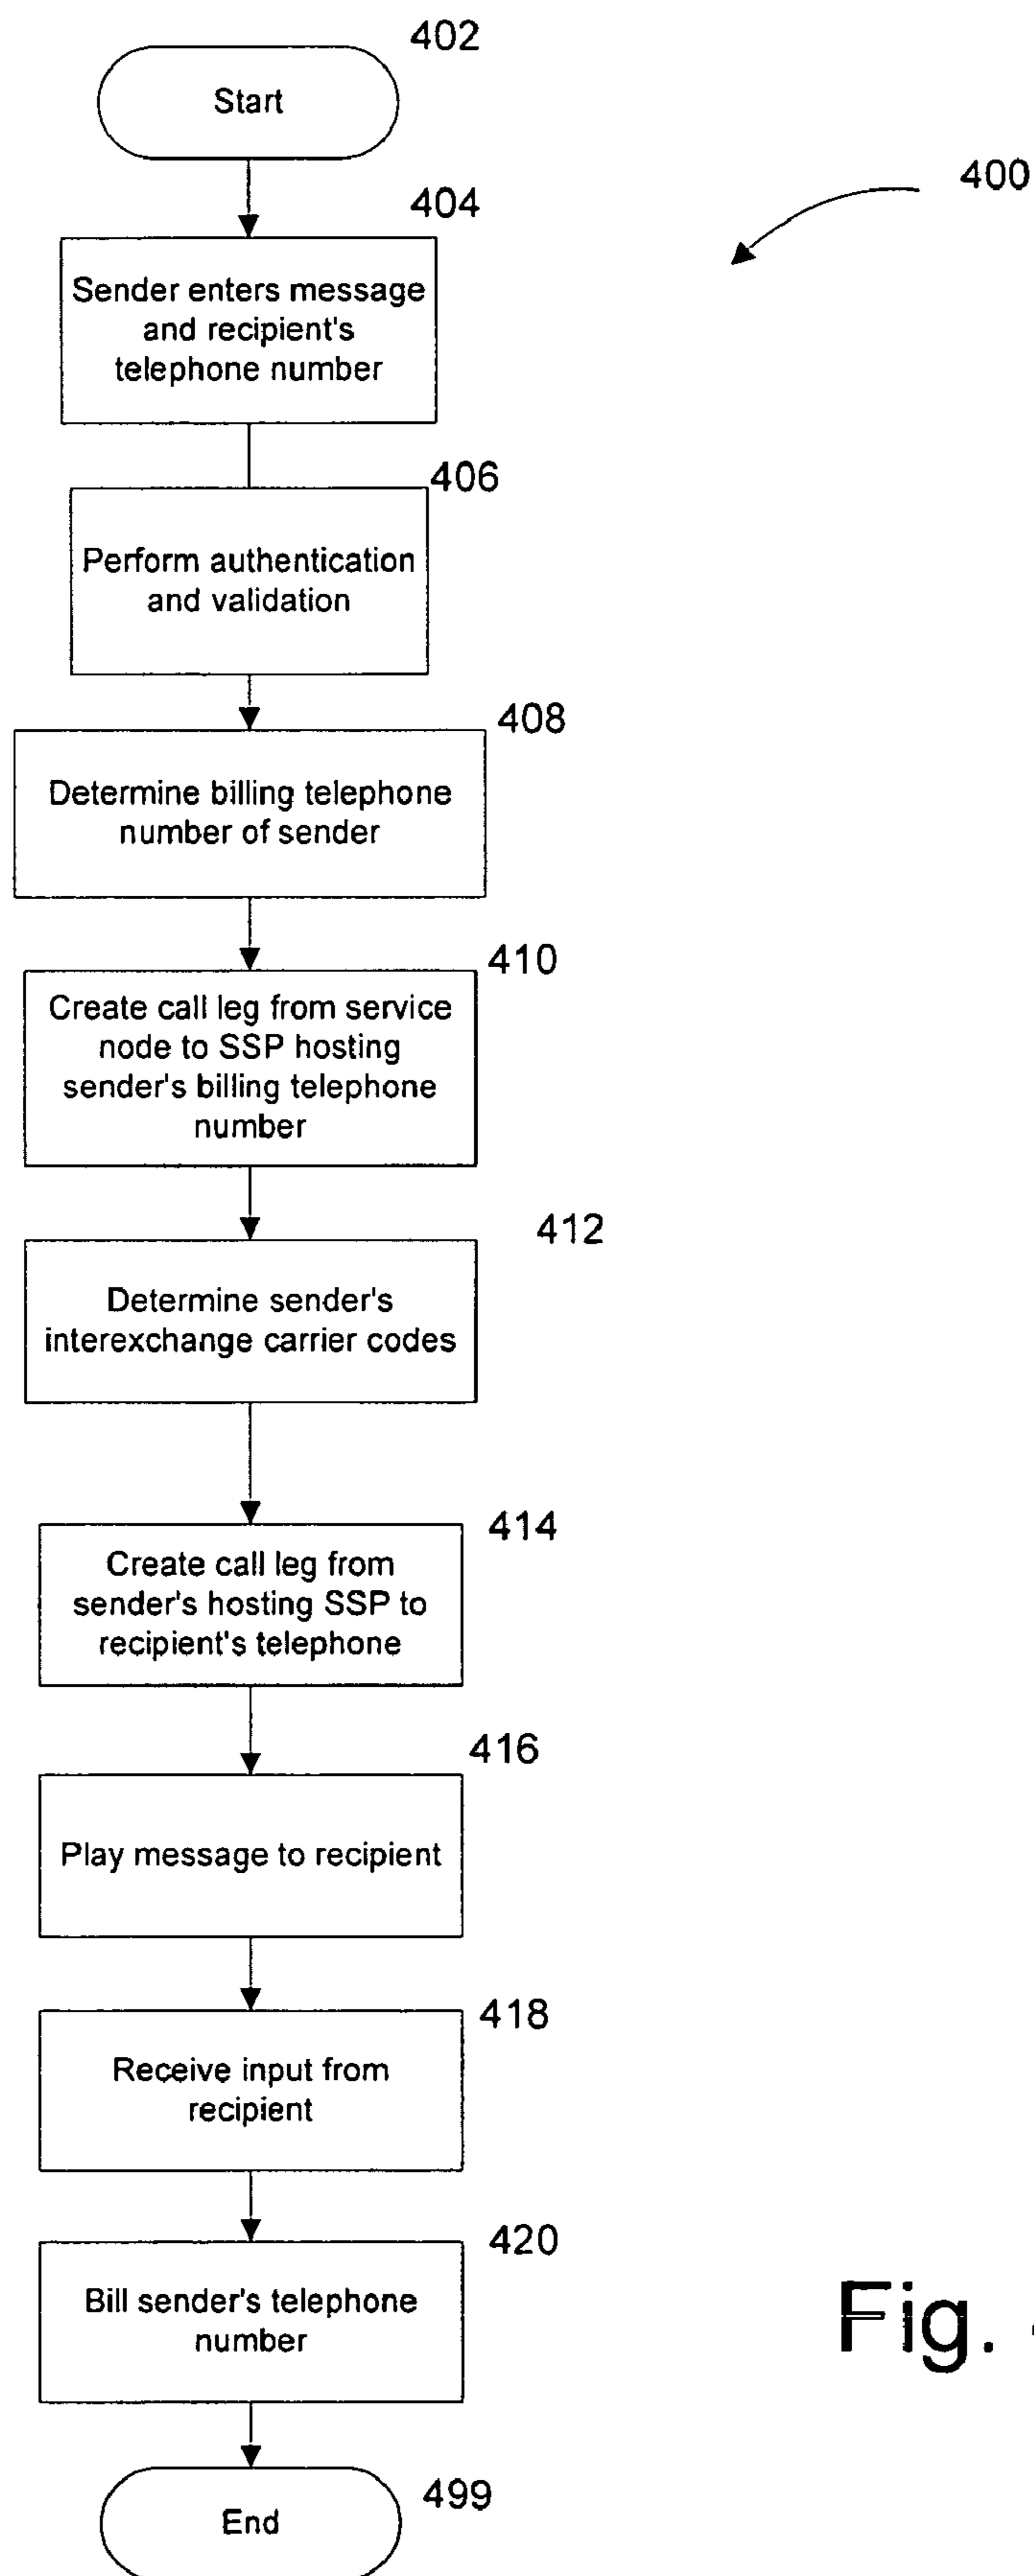 402
Start
400
404
Sender enters message
and recipient's
telephone number
406
Perform authentication
and validation
408
Determine billing telephone
number of sender
410
Create call leg from service
node to SSP hosting
sender's billing telephone
number
412
Determine sender's
interexchange carrier codes
414
Create call leg from
sender's hosting SSP to
recipient's telephone
416
Play message to recipient
418
Receive input from
recipient
420
Bill sender's telephone
number
Fig.
499
End